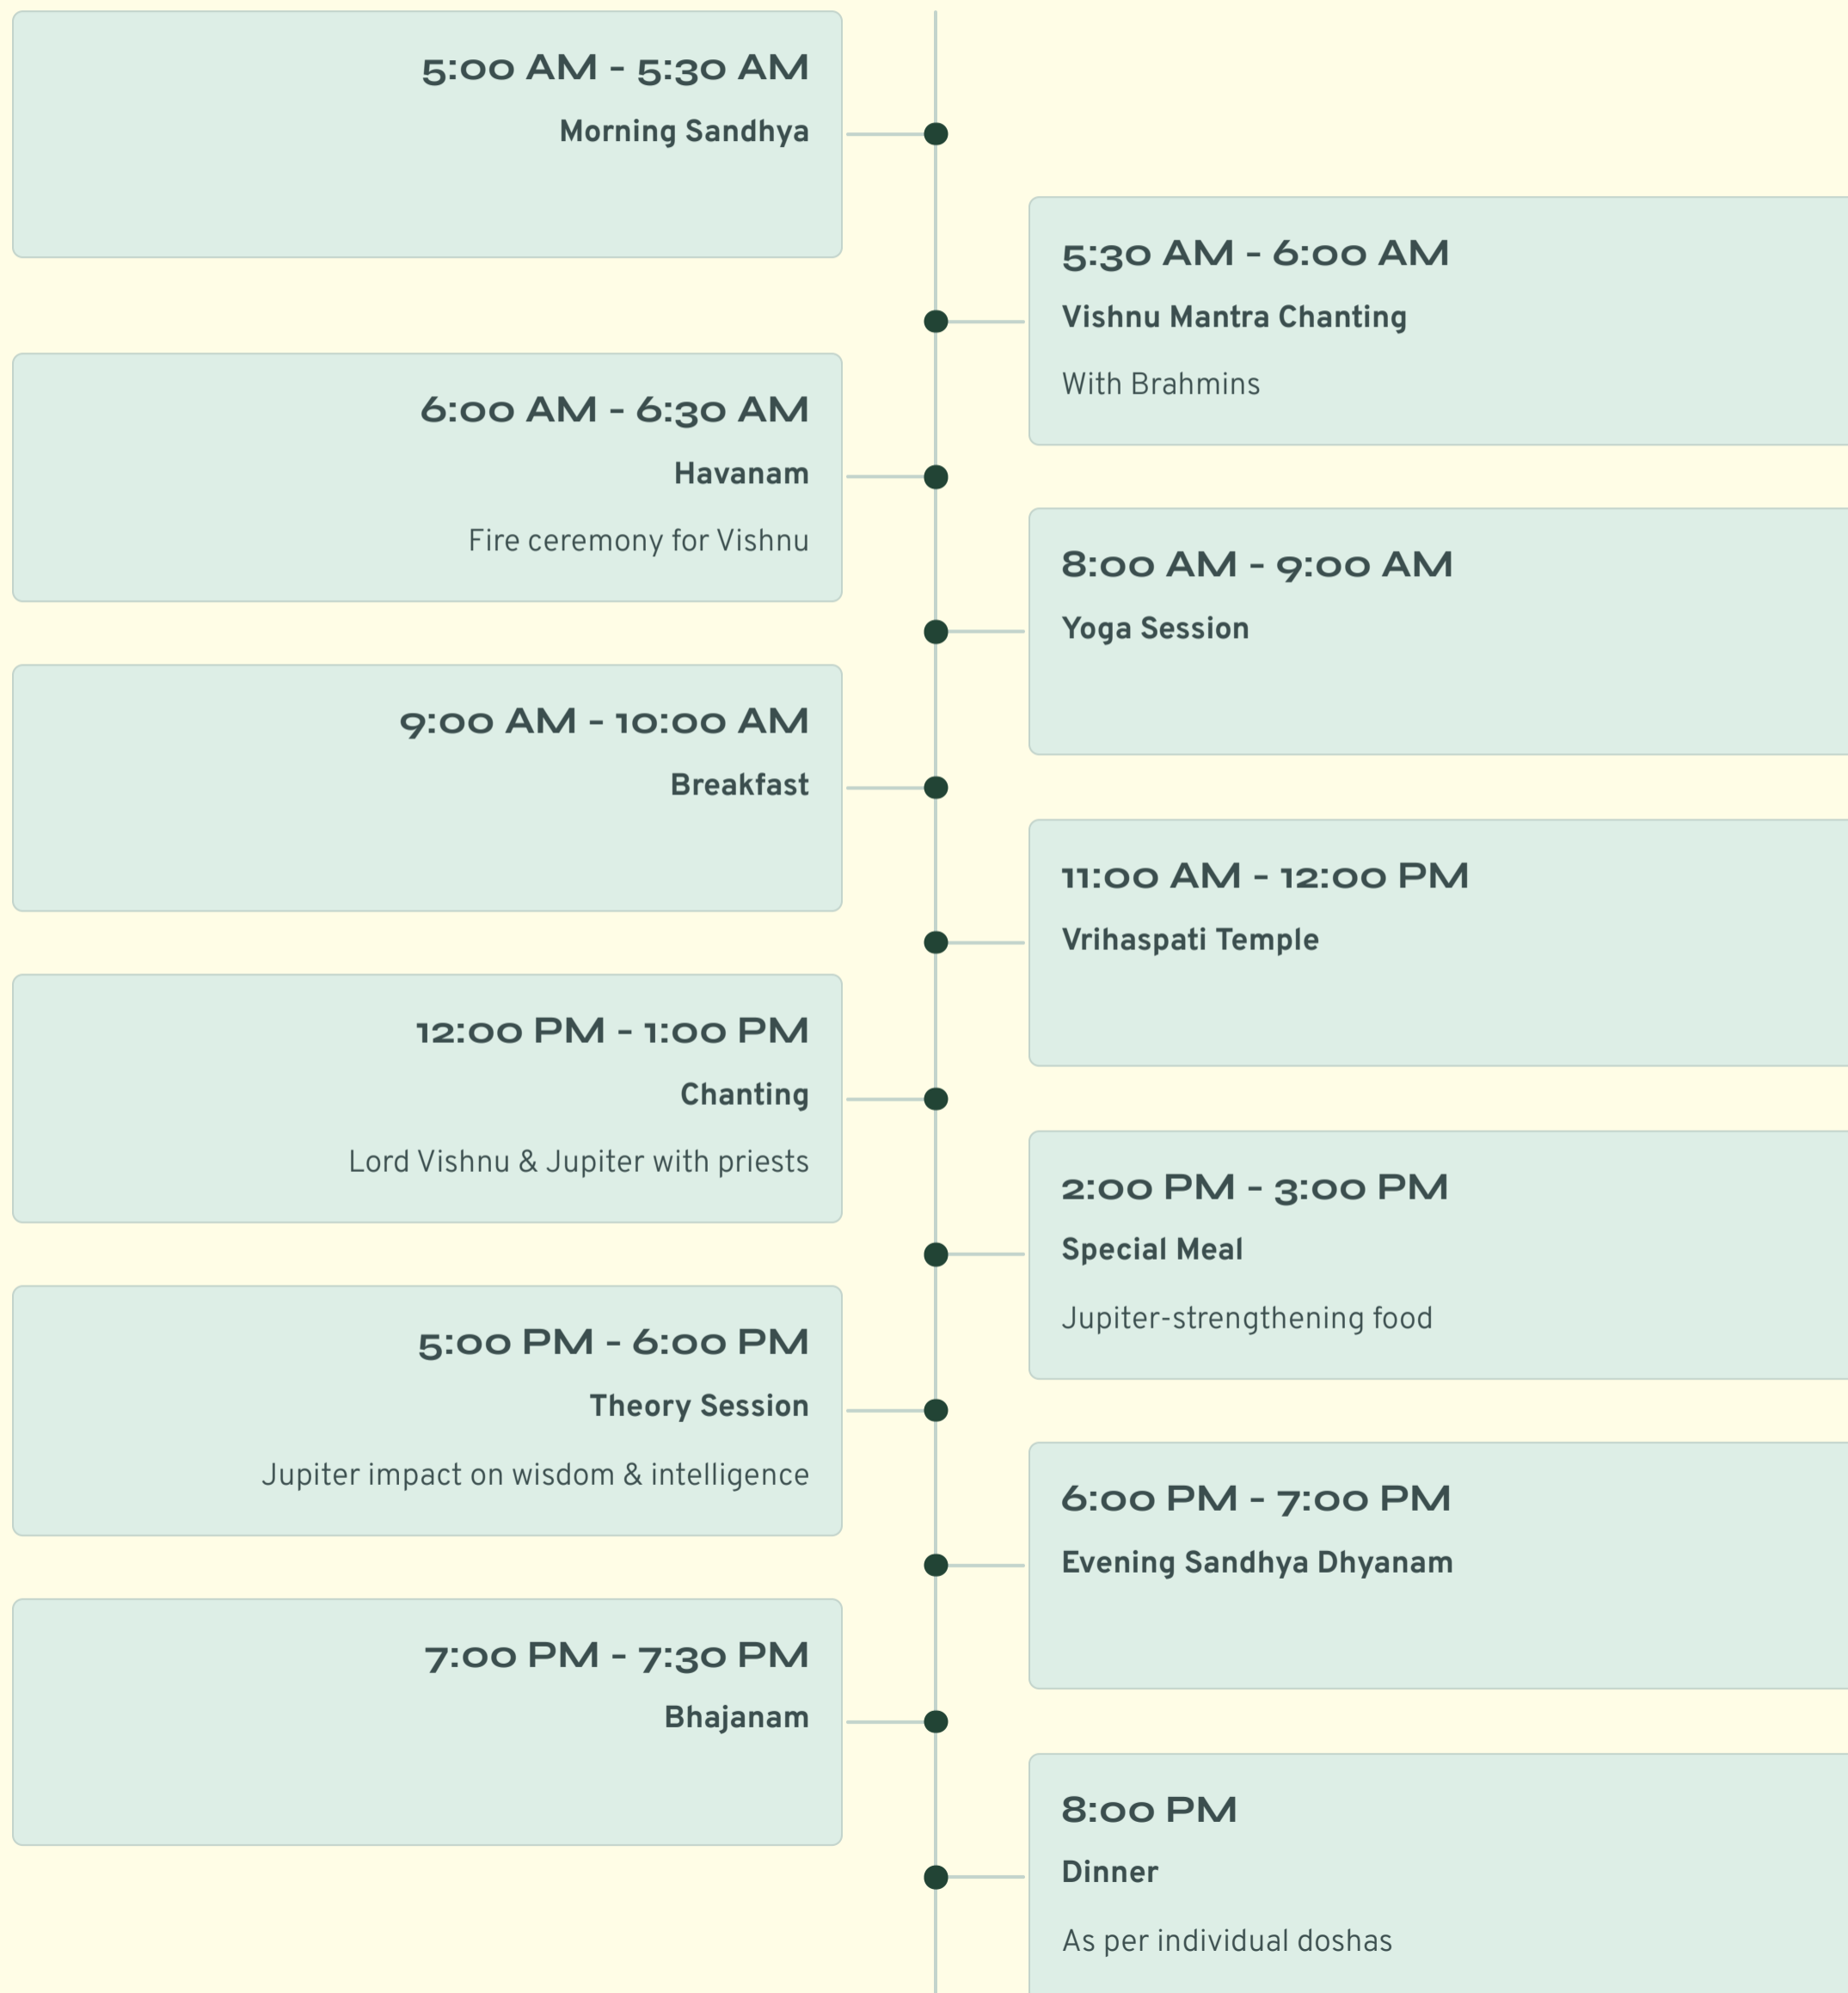 5:00 AM - 5:30 AM
Morning Sandhya
5:30 AM - 6:00 AM
Vishnu Mantra Chanting
With Brahmins
6:00 AM - 6:30 AM
Havanam
Fire ceremony for Vishnu
8:00 AM - 9:00 AM
Yoga Session
9:00 AM - 10:00 AM
Breakfast
11:00 AM - 12:00 PM
Vrihaspati Temple
12:00 PM - 1:00 PM
Chanting
Lord Vishnu & Jupiter with priests
2:00 PM - 3:00 PM
Special Meal
Jupiter-strengthening food
5:00 PM - 6:00 PM
Theory Session
Jupiter impact on wisdom & intelligence
6:00 PM - 7:00 PM
Evening Sandhya Dhyanam
7:00 PM - 7:30 PM
Bhajanam
8:00 PM
Dinner
As per individual doshas